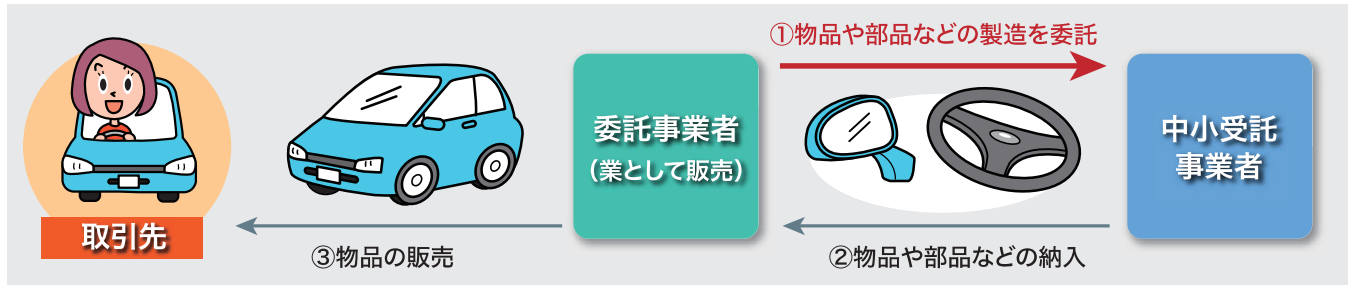 ①物品や部品などの製造を委託
委託事業者
（業として販売）
中小受託
事業者
取引先
③物品の販売
②物品や部品などの納入